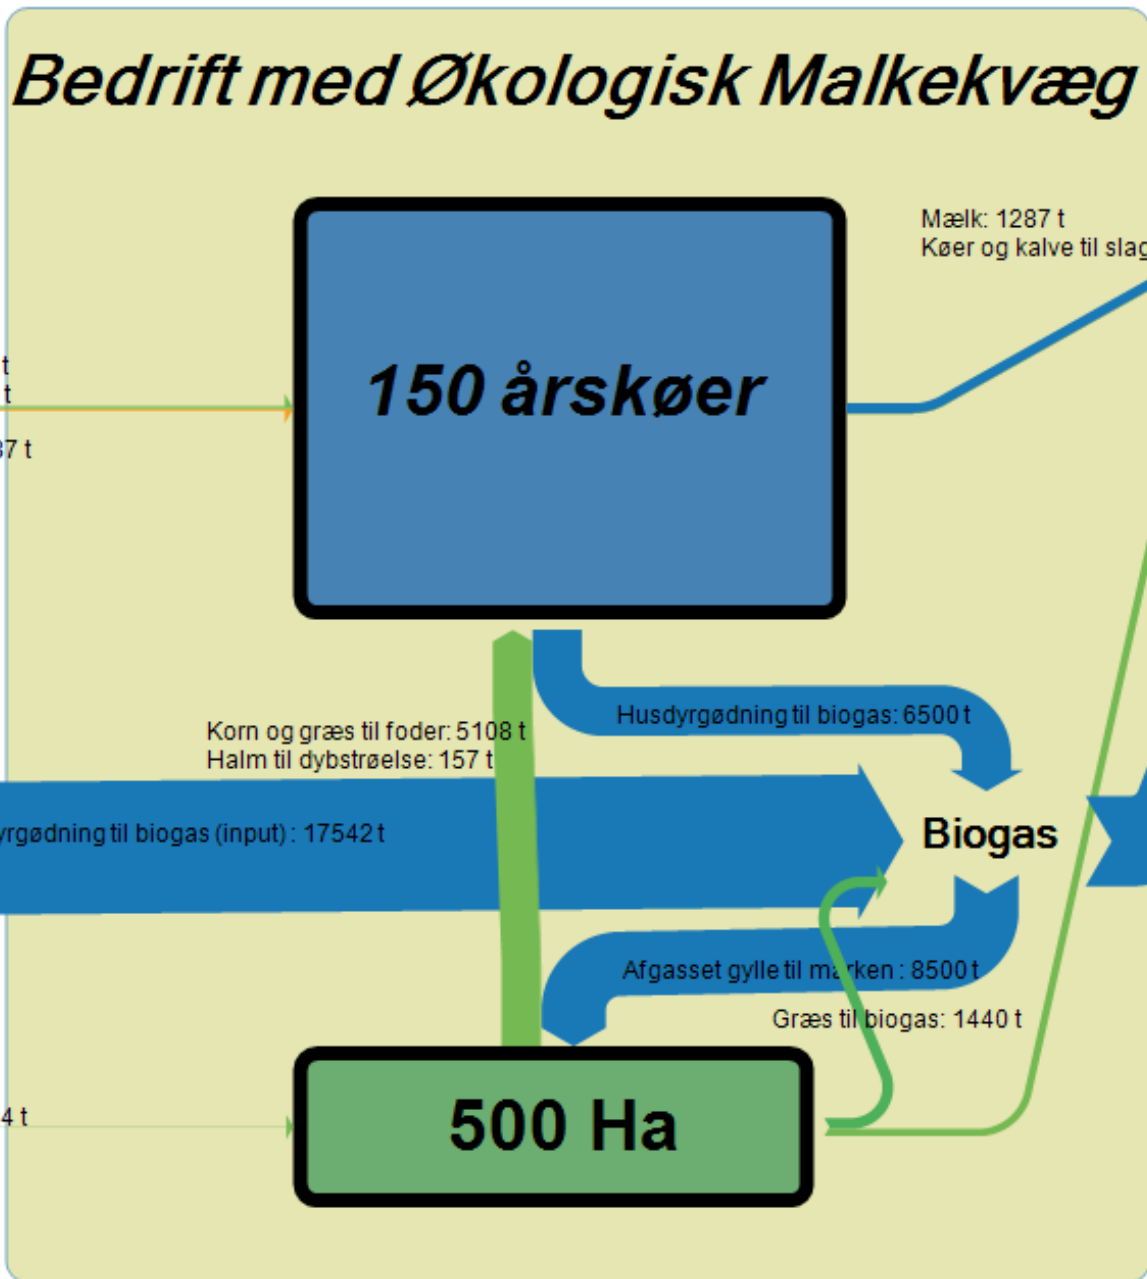 Bedrift med Økologisk Malkekvæg
150 årskøer
Mælk: 1287 t
Køer og kalve til
t
t
37 t
Korn og græs til foder: 5108 t
Halm til dybstrøelse: 157 t
Husdyrgødning til biogas: 6500 t
til biogas (input) : 17542 t
Biogas
Afgasset gylle til marken : 8500 t
Græs til biogas: 1440 t
4 t
500 Ha